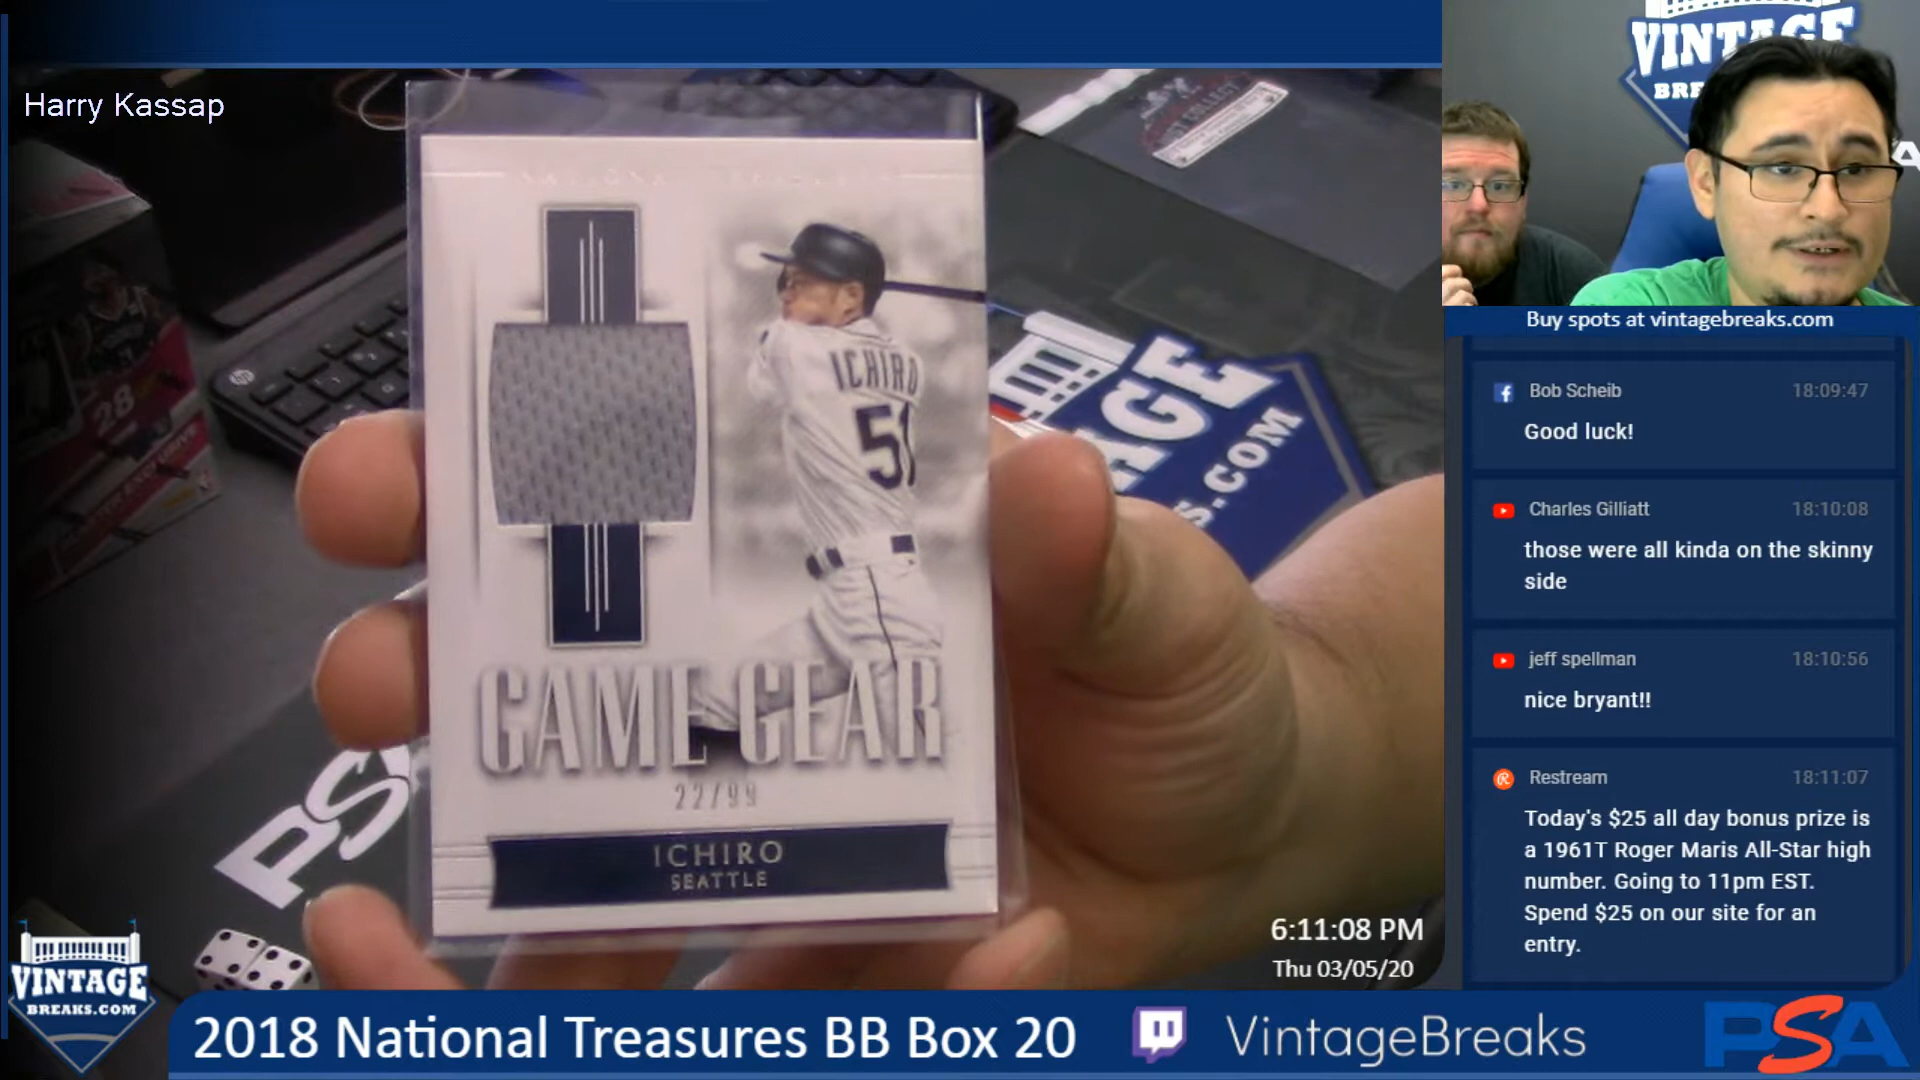 Harry Kassap
VINTAGE
ICHIRO
51
GAME GEAR
22/99
ICHIRO
SEATTLE
28
PSA
S.COM
6:11:08 PM
Thu 03/05/20
Buy spots at vintagebreaks.com
Bob Scheib 18:09:47
Good luck!
Charles Gilliatt 18:10:08
those were all kinda on the skinny
side
jeff spellman 18:10:56
nice bryant!!
Restream 18:11:07
Today's $25 all day bonus prize is
a 1961T Roger Maris All-Star high
number. Going to 11pm EST.
Spend $25 on our site for an
entry.
VINTAGE
BREAKS.COM
2018 National Treasures BB Box 20
VintageBreaks
PSA